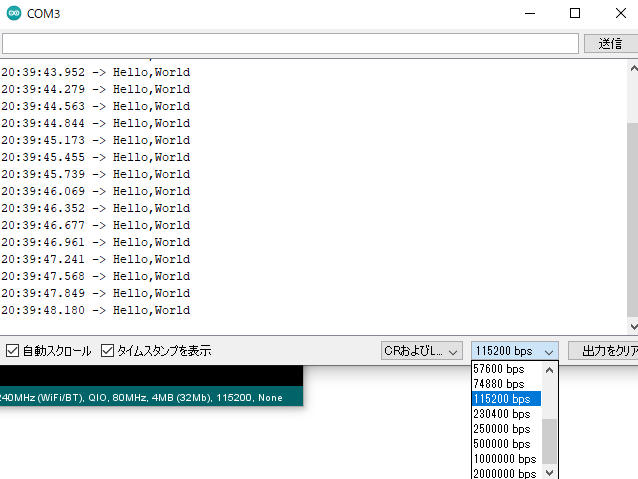 COM3
送信
20:39:43.952 -> Hello,World
20:39:44.279 -> Hello,World
20:39:44.563 -> Hello,World
20:39:44.844 -> Hello,World
20:39:45.173 -> Hello,World
20:39:45.455 -> Hello,World
20:39:45.739 -> Hello,World
20:39:46.069 -> Hello,World
20:39:46.352 -> Hello,World
20:39:46.677 -> Hello,World
20:39:46.961 -> Hello,World
20:39:47.241 -> Hello,World
20:39:47.568 -> Hello,World
20:39:47.849 -> Hello,World
20:39:48.180 -> Hello,World
自動スクロール タイムスタンプを表示 CRおよびL... 115200 bps 出力をクリア
57600 bps
74880 bps
240MHz (WiFi/BT), QIO, 80MHz, 4MB (32Mb), 115200, None
115200 bps
230400 bps
250000 bps
500000 bps
1000000 bps
2000000 bps